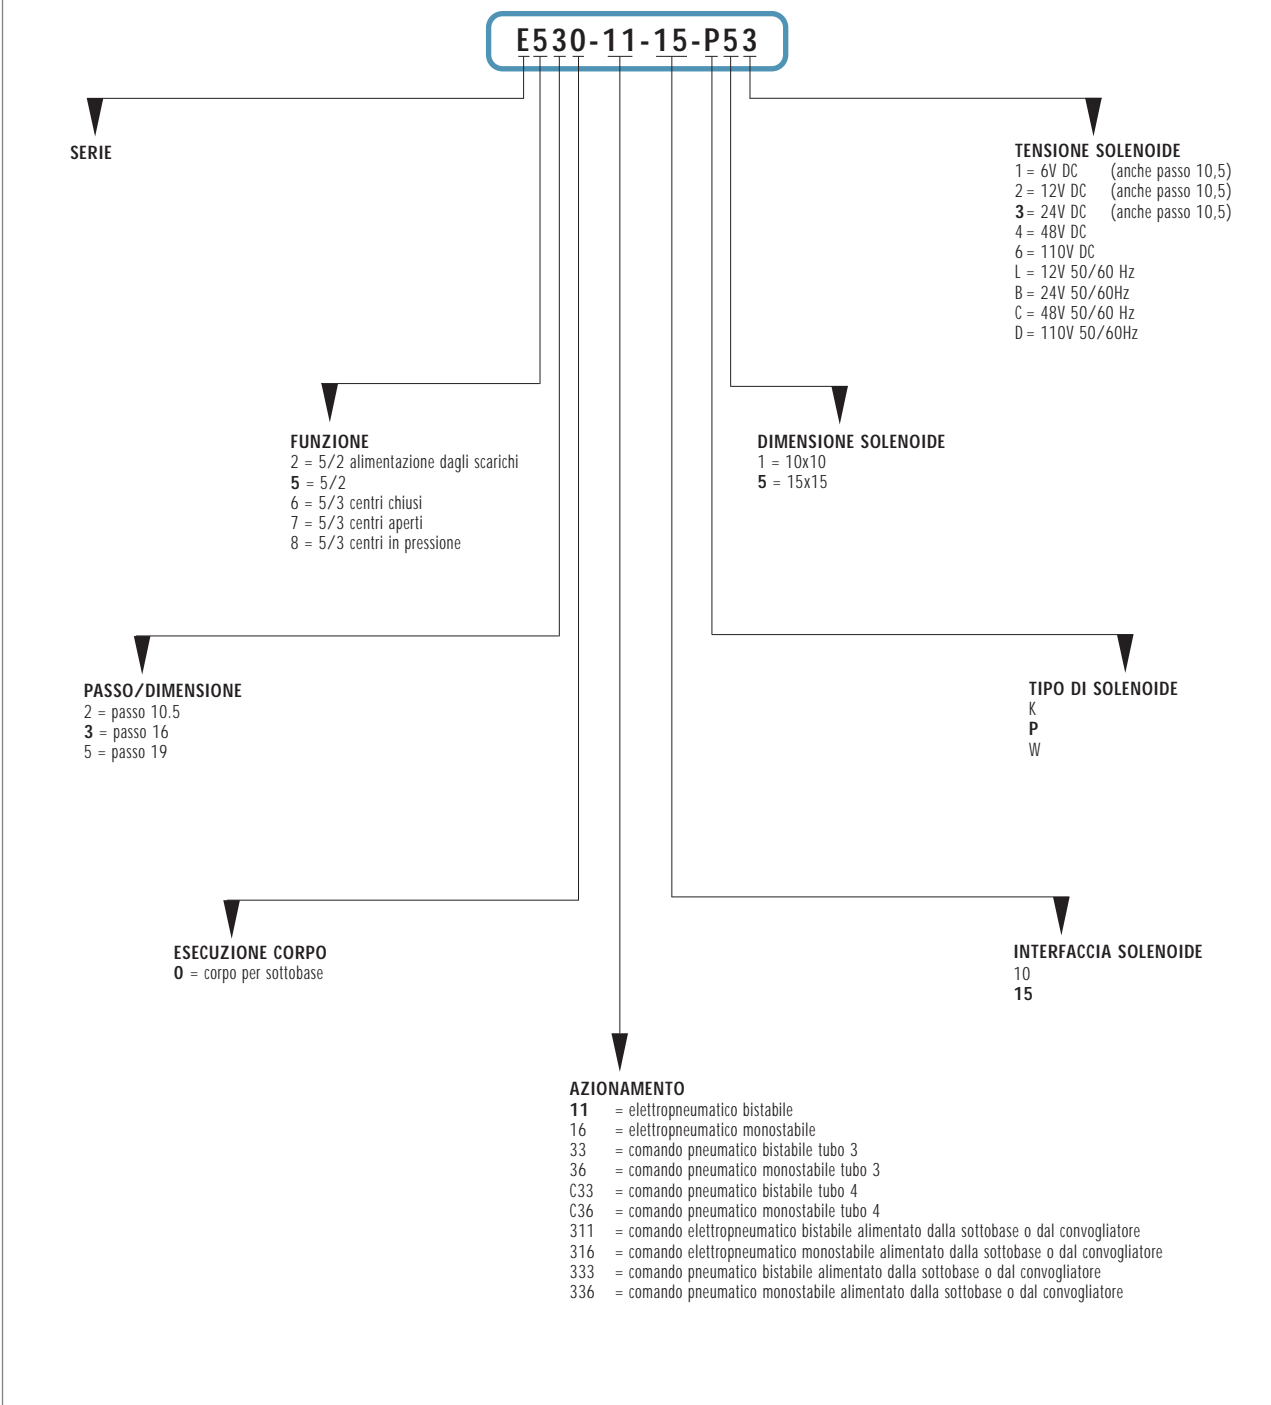 E530-11-15-P53
SERIE
TENSIONE SOLENOIDE
1 = 6V DC (anche passo 10,5)
2 = 12V DC (anche passo 10,5)
3 = 24V DC (anche passo 10,5)
4 = 48V DC
6 = 110V DC
L = 12V 50/60 Hz
B = 24V 50/60Hz
C = 48V 50/60 Hz
D = 110V 50/60Hz
FUNZIONE
2 = 5/2 alimentazione dagli scarichi
5 = 5/2
6 = 5/3 centri chiusi
7 = 5/3 centri aperti
8 = 5/3 centri in pressione
DIMENSIONE SOLENOIDE
1 = 10x10
5 = 15x15
PASSO/DIMENSIONE
2 = passo 10.5
3 = passo 16
5 = passo 19
TIPO DI SOLENOIDE
K
P
W
ESECUZIONE CORPO
0 = corpo per sottobase
INTERFACCIA SOLENOIDE
10
15
AZIONAMENTO
11 = elettropneumatico bistabile
16 = elettropneumatico monostabile
33 = comando pneumatico bistabile tubo 3
36 = comando pneumatico monostabile tubo 3
C33 = comando pneumatico bistabile tubo 4
C36 = comando pneumatico monostabile tubo 4
311 = comando elettropneumatico bistabile alimentato dalla sottobase o dal convogliatore
316 = comando elettropneumatico monostabile alimentato dalla sottobase o dal convogliatore
333 = comando pneumatico bistabile alimentato dalla sottobase o dal convogliatore
336 = comando pneumatico monostabile alimentato dalla sottobase o dal convogliatore